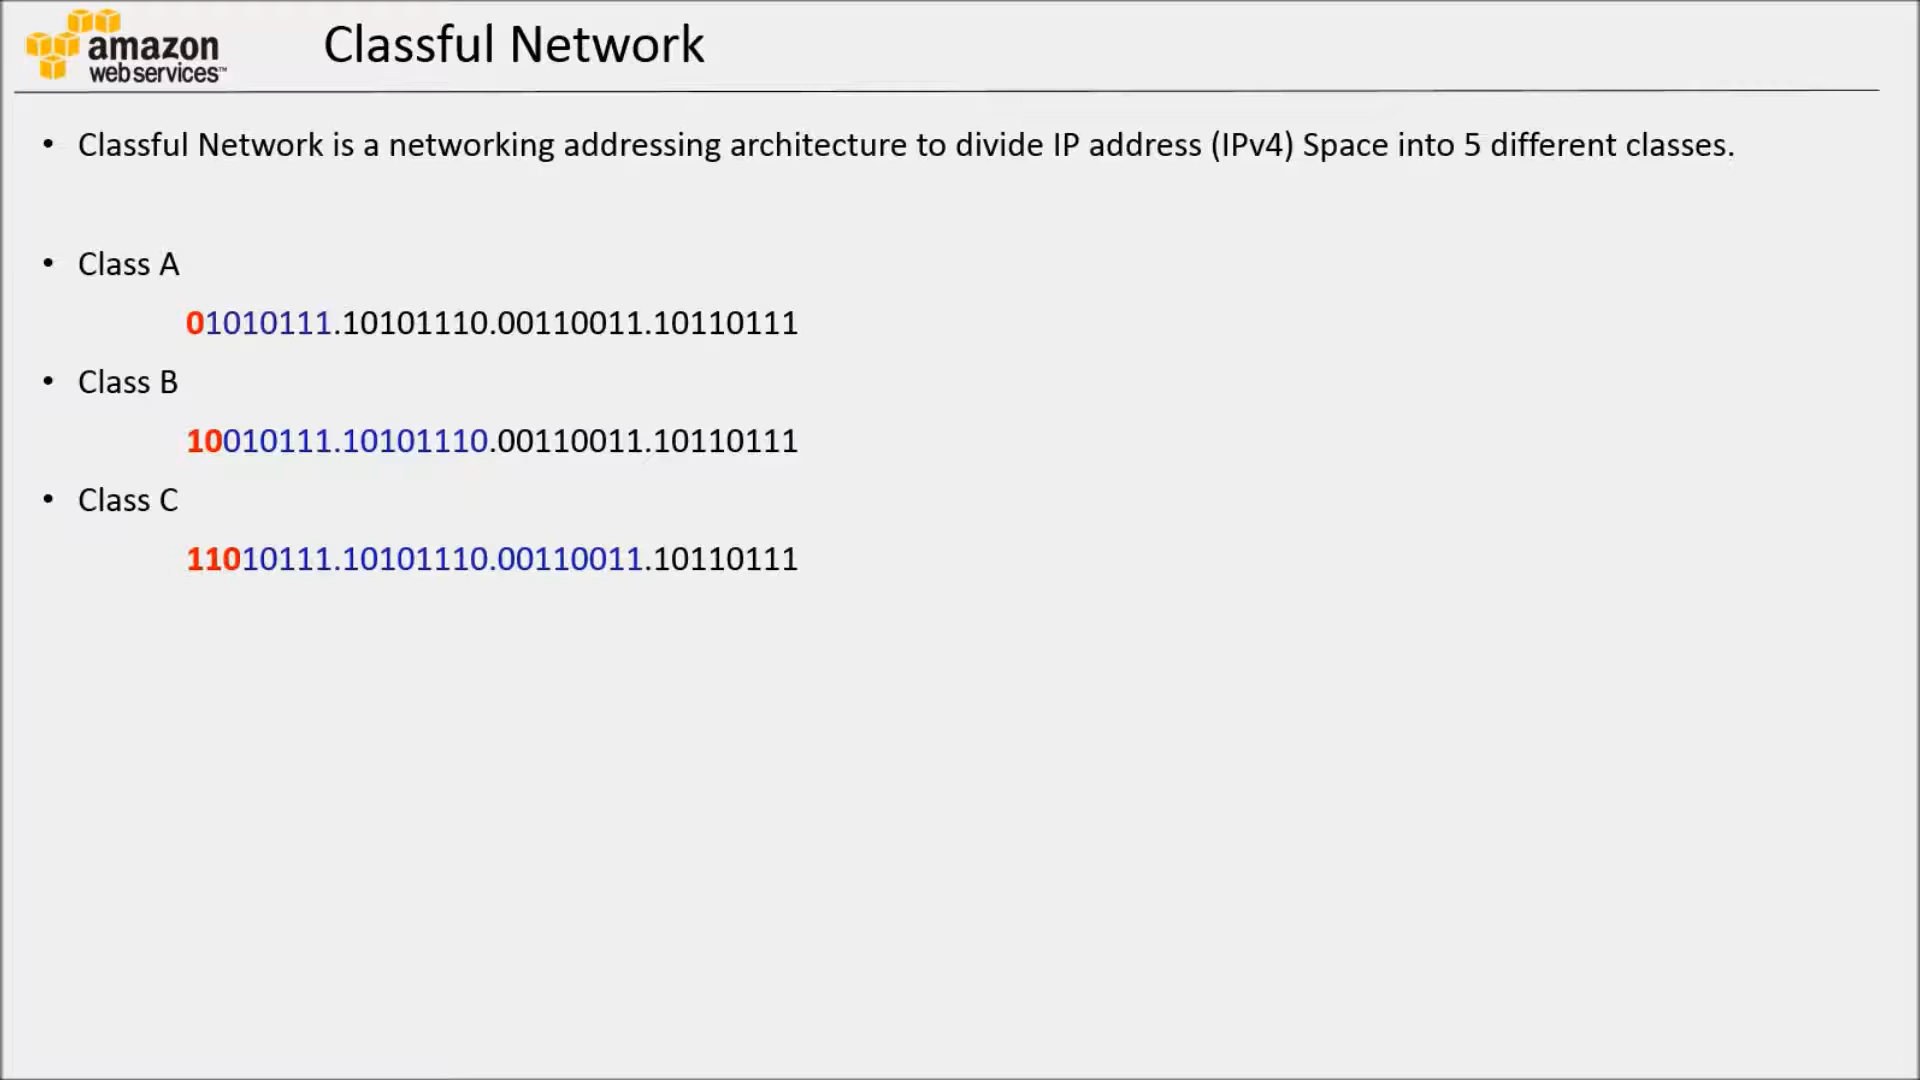 amazon
webservices™
Classful Network
• Classful Network is a networking addressing architecture to divide IP address (IPv4) Space into 5 different classes.
• Class A
01010111.10101110.00110011.10110111
• Class B
10010111.10101110.00110011.10110111
• Class C
11010111.10101110.00110011.10110111